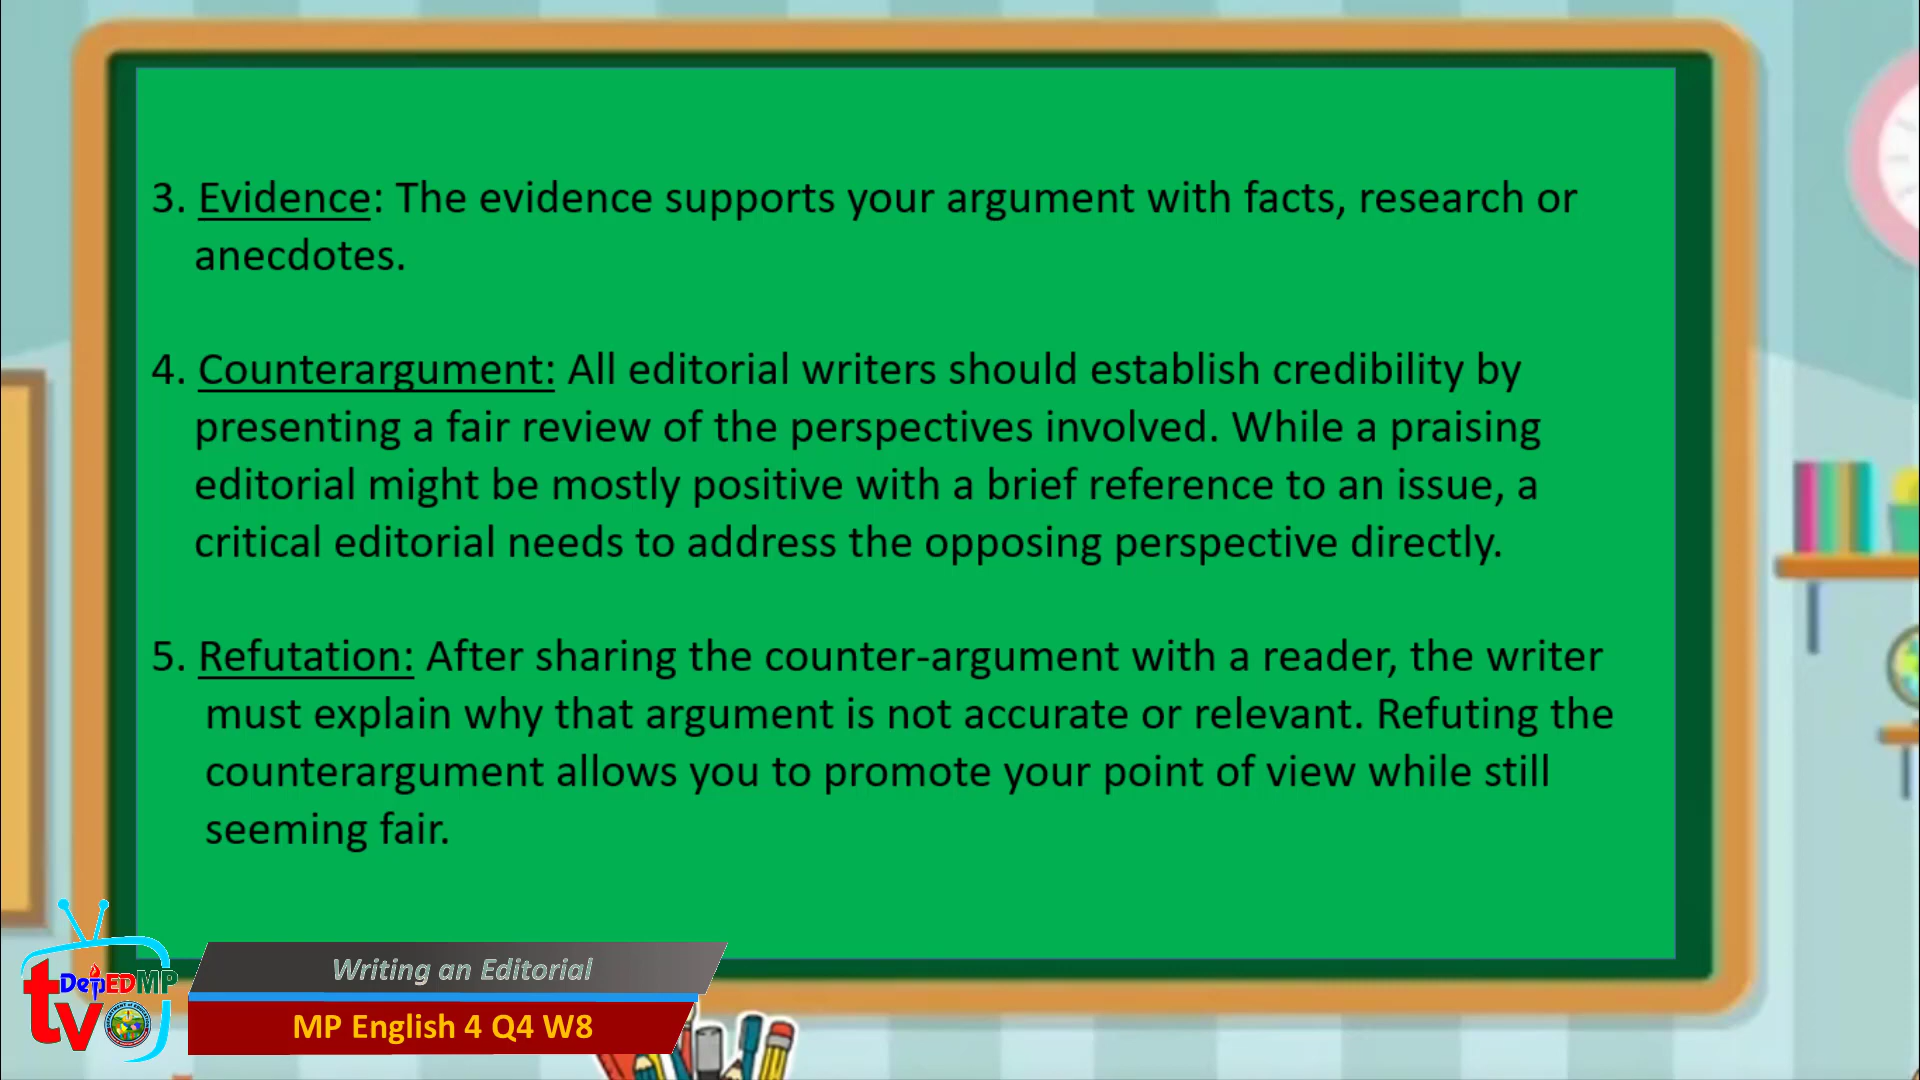 3. Evidence: The evidence supports your argument with facts, research or
anecdotes.
4. Counterargument: All editorial writers should establish credibility by
presenting a fair review of the perspectives involved. While a praising
editorial might be mostly positive with a brief reference to an issue, a
critical editorial needs to address the opposing perspective directly.
5. Refutation: After sharing the counter-argument with a reader, the writer
must explain why that argument is not accurate or relevant. Refuting the
counterargument allows you to promote your point of view while still
seeming fair.
DepEDMP
tv
Writing an Editorial
MP English 4 Q4 W8